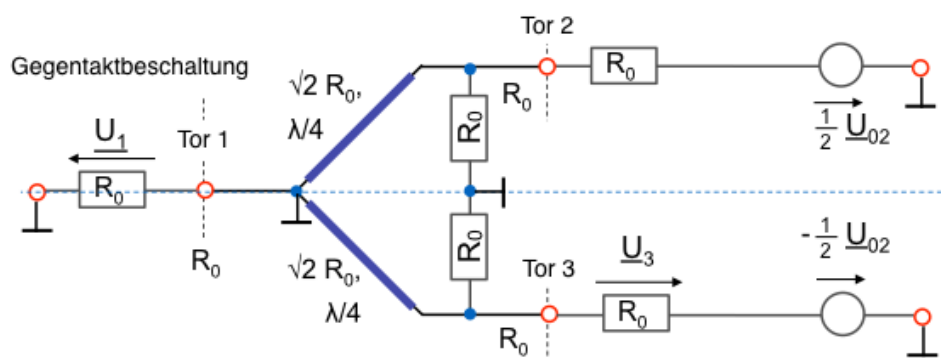 Tor 2
Gegentaktbeschaltung
√2 R₀,
λ/4
R₀
R₀
R₀
½ U₀₂
U₁
Tor 1
R₀
R₀
R₀
√2 R₀,
λ/4
Tor 3
U₃
-½ U₀₂
R₀
R₀